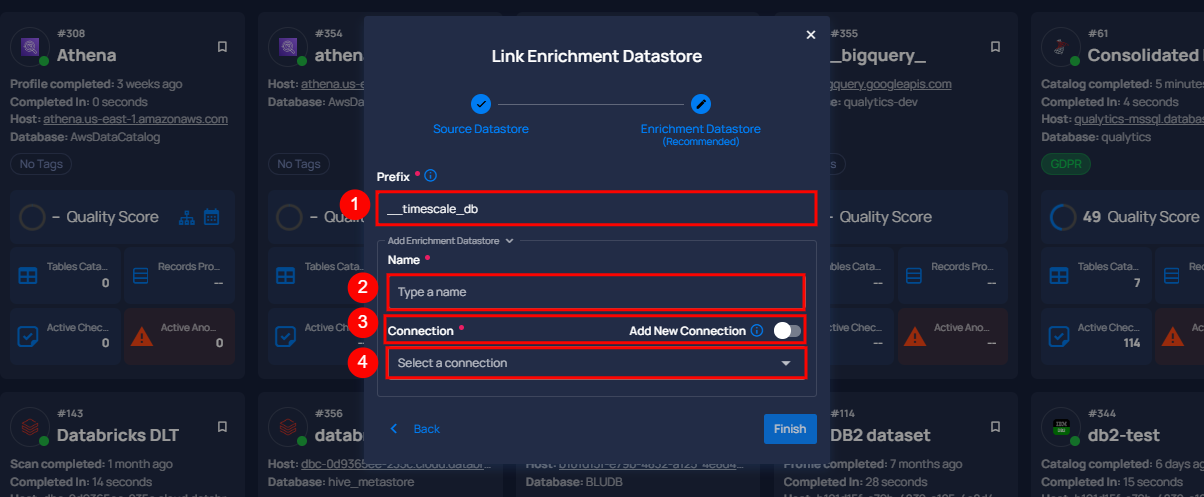 Link Enrichment Datastore
Source Datastore
Enrichment Datastore
(Recommended)
Prefix *
1
__timescale_db
Add Enrichment Datastore
Name *
2
Type a name
3
Connection *
Add New Connection
4
Select a connection
Back
Finish
#308
Athena
Profile completed: 3 weeks ago
Completed In: 0 seconds
Host: athena.us-east-1.amazonaws.com
Database: AwsDataCatalog
No Tags
– Quality Score
Tables Cata...
0
Records Pro...
--
Active Chec...
0
Active Ano...
0
#354
athen
Host: athena.us-e
Database: AwsDa
No Tags
Tables Cata...
--
Active Ch
#355
_bigquery_
gquery.googleapis.com
e: qualytics-dev
Quality Score
bles Cata...
--
Records Pro...
--
tive Chec...
--
Active Ano...
--
#61
Consolidated
Catalog completed: 5 minutes
Completed In: 4 seconds
Host: qualytics-mssql.databas
Database: qualytics
GDPR
49 Quality Score
Tables Cata...
7
Rec
Active Chec...
114
Ac
#143
Databricks DLT
Scan completed: 1 month ago
Completed In: 14 seconds
#356
datab
Host: dbc-0d9365ee-255c.cloud.databr...
Database: hive_metastore
Database: BLUDB
#114
DB2 dataset
Profile completed: 7 months ago
Completed In: 28 seconds
#344
db2-test
Catalog completed: 6 days ag
Completed In: 15 seconds